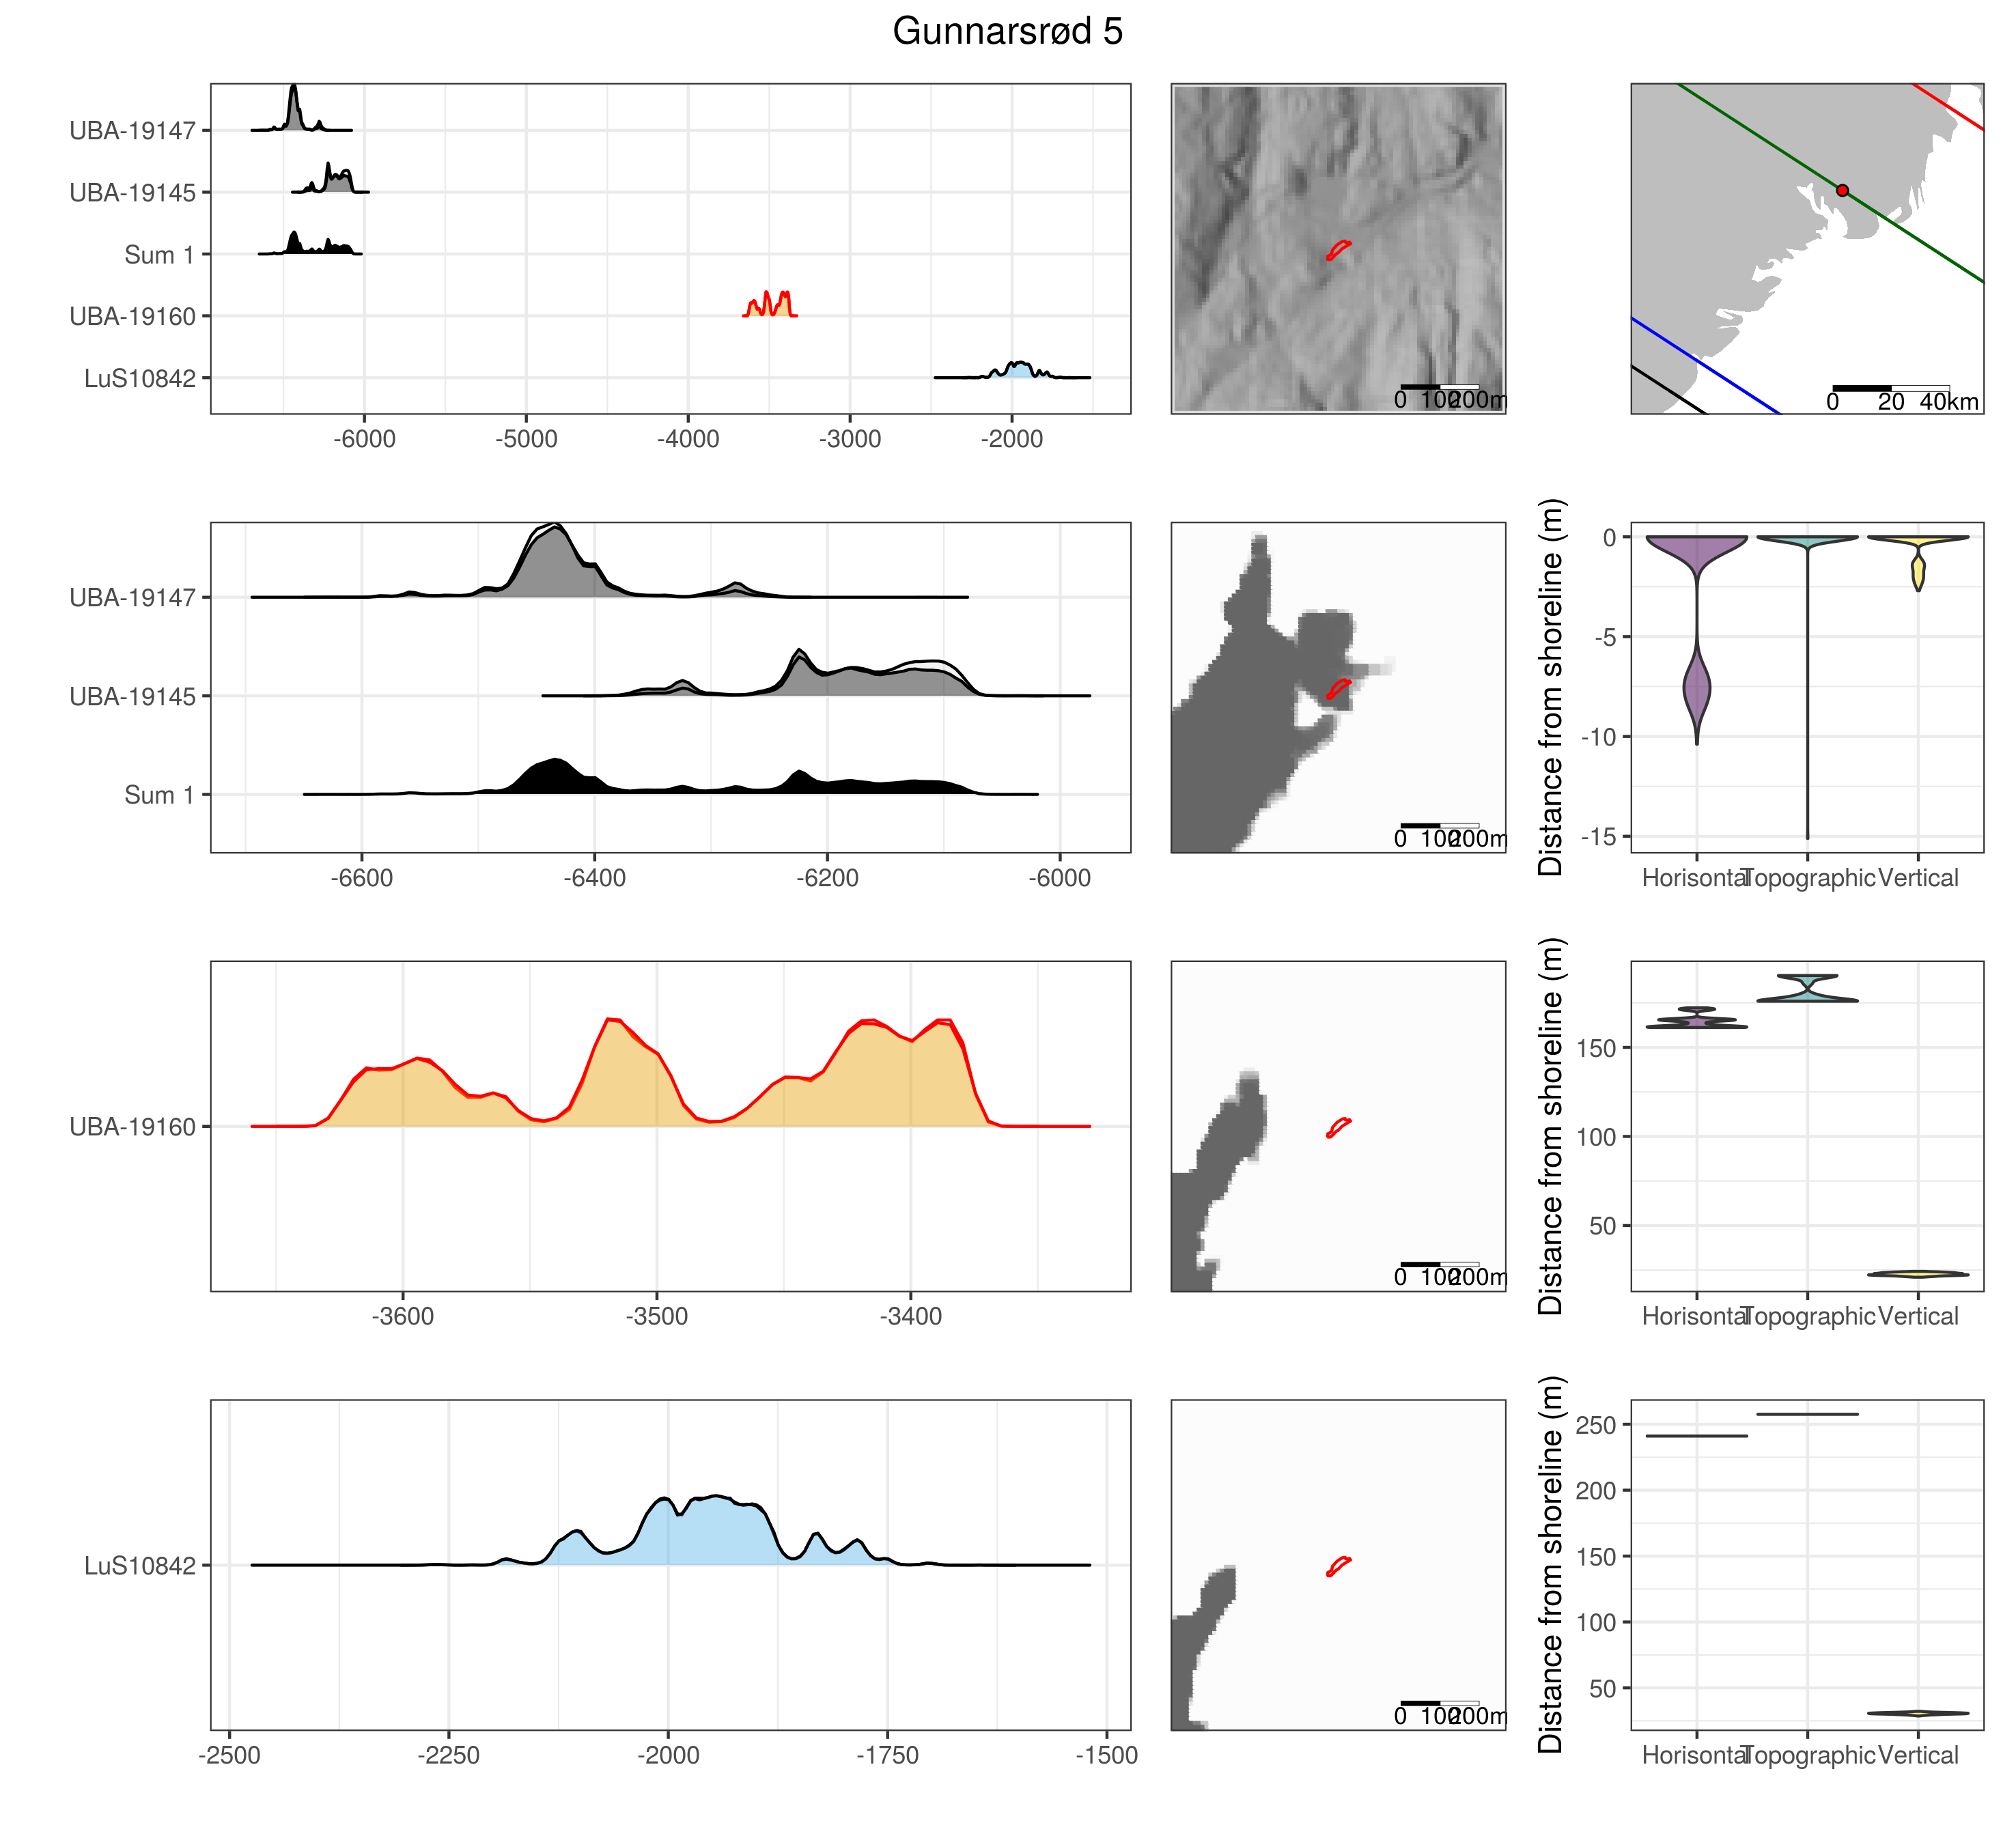 Gunnarsrød 5
UBA-19147
UBA-19145
Sum 1
UBA-19160
LuS10842
-6000 -5000 -4000 -3000 -2000
0 100 200m
0 20 40km
UBA-19147
UBA-19145
Sum 1
-6600 -6400 -6200 -6000
0 100 200m
Distance from shoreline (m)
0
-5
-10
-15
Horisontal Topographic Vertical
UBA-19160
-3600 -3500 -3400
0 100 200m
Distance from shoreline (m)
150
100
50
Horisontal Topographic Vertical
LuS10842
-2500 -2250 -2000 -1750 -1500
0 100 200m
Distance from shoreline (m)
250
200
150
100
50
Horisontal Topographic Vertical